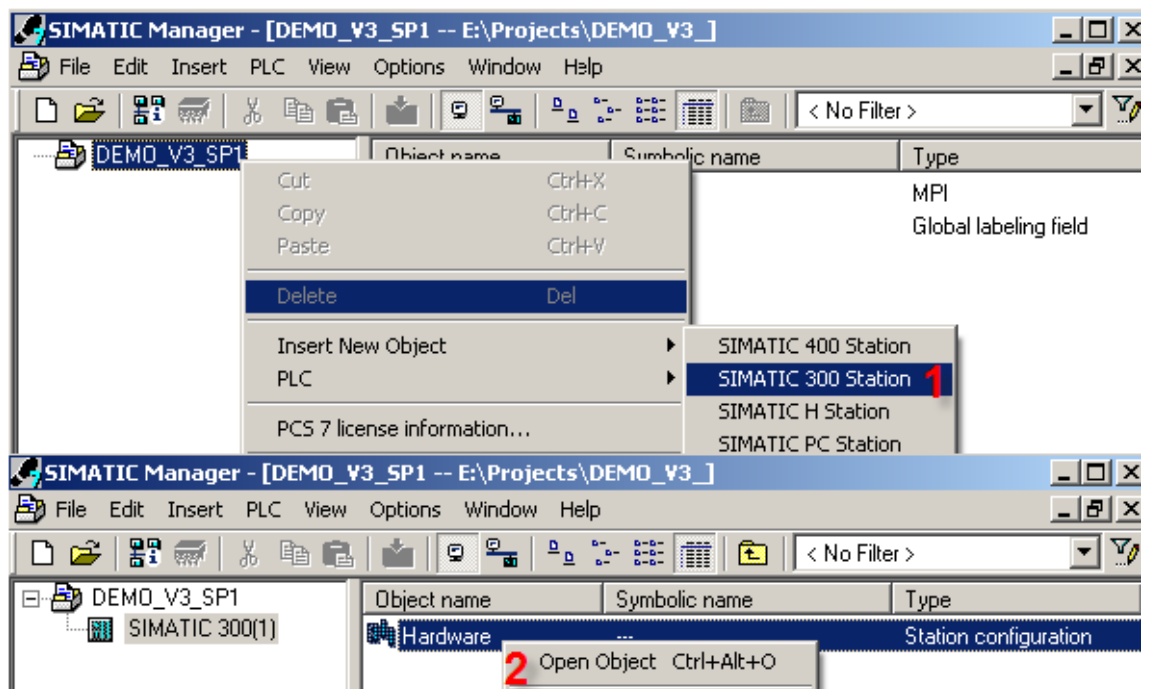 SIMATIC Manager - [DEMO_V3_SP1 -- E:\Projects\DEMO_V3_]
File Edit Insert PLC View Options Window Help
< No Filter >
DEMO_V3_SP1 Object name Symbolic name Type
Cut Ctrl+X MPI
Copy Ctrl+C Global labeling field
Paste Ctrl+V
Delete Del
Insert New Object SIMATIC 400 Station
PLC SIMATIC 300 Station 1
SIMATIC H Station
PCS 7 license information... SIMATIC PC Station
SIMATIC Manager - [DEMO_V3_SP1 -- E:\Projects\DEMO_V3_]
File Edit Insert PLC View Options Window Help
< No Filter >
DEMO_V3_SP1 Object name Symbolic name Type
SIMATIC 300(1) Hardware --- Station configuration
2 Open Object Ctrl+Alt+O